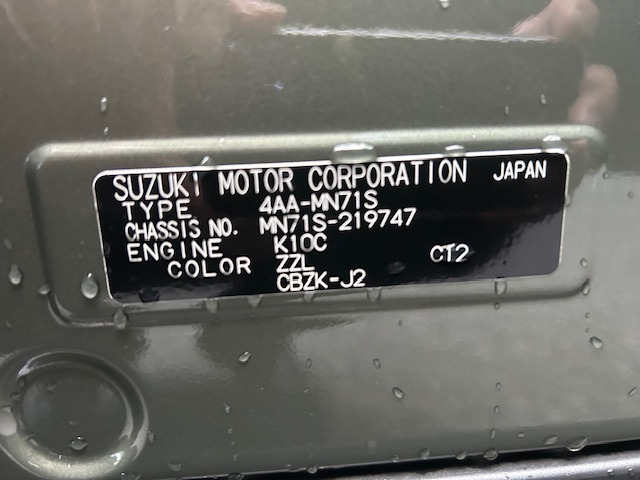 SUZUKI MOTOR CORPORATION JAPAN
TYPE 4AA-MN71S
CHASSIS NO. MN71S-219747
ENGINE K10C
COLOR ZZL CT2
CBZK-J2